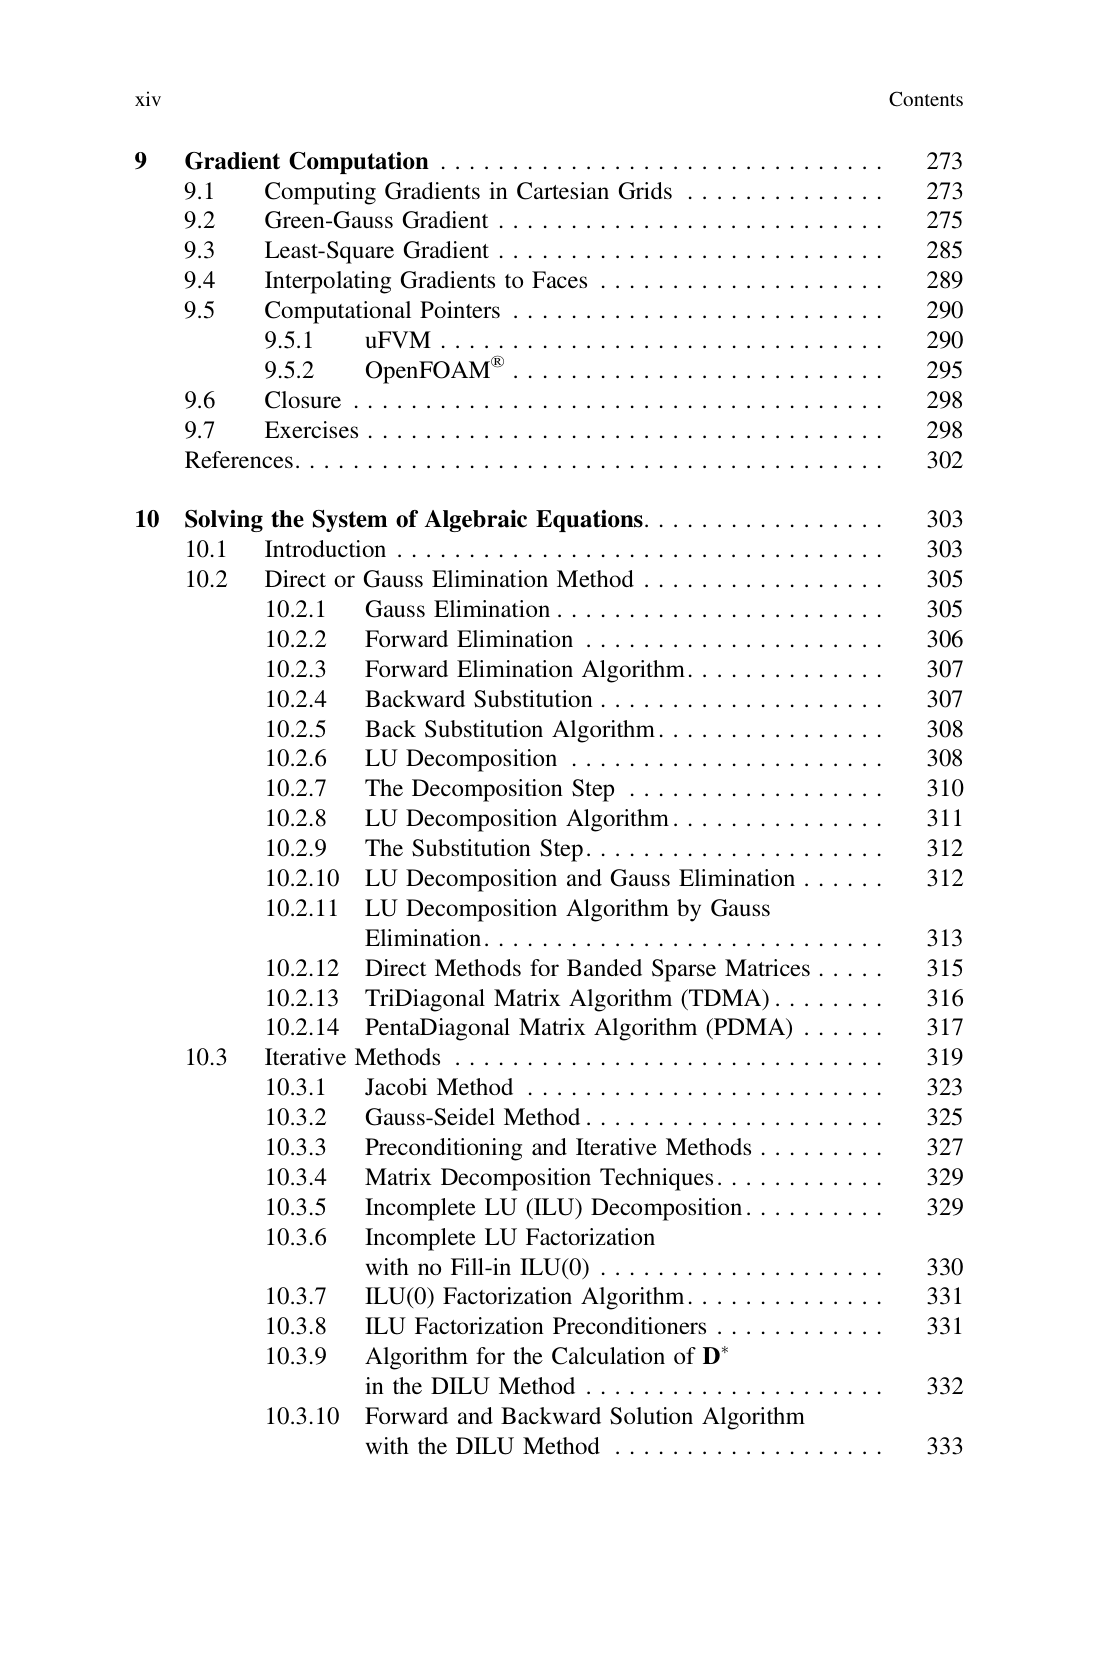 xiv Contents
9 Gradient Computation . . . . . . . . . . . . . . . . . . . . . . . . . . . . . . . 273
9.1 Computing Gradients in Cartesian Grids . . . . . . . . . . . . . . 273
9.2 Green-Gauss Gradient . . . . . . . . . . . . . . . . . . . . . . . . . . . 275
9.3 Least-Square Gradient . . . . . . . . . . . . . . . . . . . . . . . . . . . 285
9.4 Interpolating Gradients to Faces . . . . . . . . . . . . . . . . . . . . 289
9.5 Computational Pointers . . . . . . . . . . . . . . . . . . . . . . . . . . 290
9.5.1 uFVM . . . . . . . . . . . . . . . . . . . . . . . . . . . . . . . 290
9.5.2 OpenFOAM® . . . . . . . . . . . . . . . . . . . . . . . . . . 295
9.6 Closure . . . . . . . . . . . . . . . . . . . . . . . . . . . . . . . . . . . . . 298
9.7 Exercises . . . . . . . . . . . . . . . . . . . . . . . . . . . . . . . . . . . . 298
References. . . . . . . . . . . . . . . . . . . . . . . . . . . . . . . . . . . . . . . . . 302
10 Solving the System of Algebraic Equations. . . . . . . . . . . . . . . . . 303
10.1 Introduction . . . . . . . . . . . . . . . . . . . . . . . . . . . . . . . . . . 303
10.2 Direct or Gauss Elimination Method . . . . . . . . . . . . . . . . . 305
10.2.1 Gauss Elimination . . . . . . . . . . . . . . . . . . . . . . . 305
10.2.2 Forward Elimination . . . . . . . . . . . . . . . . . . . . . 306
10.2.3 Forward Elimination Algorithm. . . . . . . . . . . . . . 307
10.2.4 Backward Substitution . . . . . . . . . . . . . . . . . . . . 307
10.2.5 Back Substitution Algorithm. . . . . . . . . . . . . . . . 308
10.2.6 LU Decomposition . . . . . . . . . . . . . . . . . . . . . . 308
10.2.7 The Decomposition Step . . . . . . . . . . . . . . . . . . 310
10.2.8 LU Decomposition Algorithm. . . . . . . . . . . . . . . 311
10.2.9 The Substitution Step. . . . . . . . . . . . . . . . . . . . . 312
10.2.10 LU Decomposition and Gauss Elimination . . . . . . 312
10.2.11 LU Decomposition Algorithm by Gauss
Elimination. . . . . . . . . . . . . . . . . . . . . . . . . . . . 313
10.2.12 Direct Methods for Banded Sparse Matrices . . . . . 315
10.2.13 TriDiagonal Matrix Algorithm (TDMA) . . . . . . . . 316
10.2.14 PentaDiagonal Matrix Algorithm (PDMA) . . . . . . 317
10.3 Iterative Methods . . . . . . . . . . . . . . . . . . . . . . . . . . . . . . 319
10.3.1 Jacobi Method . . . . . . . . . . . . . . . . . . . . . . . . . 323
10.3.2 Gauss-Seidel Method . . . . . . . . . . . . . . . . . . . . . 325
10.3.3 Preconditioning and Iterative Methods . . . . . . . . . 327
10.3.4 Matrix Decomposition Techniques. . . . . . . . . . . . 329
10.3.5 Incomplete LU (ILU) Decomposition. . . . . . . . . . 329
10.3.6 Incomplete LU Factorization
with no Fill-in ILU(0) . . . . . . . . . . . . . . . . . . . . 330
10.3.7 ILU(0) Factorization Algorithm. . . . . . . . . . . . . . 331
10.3.8 ILU Factorization Preconditioners . . . . . . . . . . . . 331
10.3.9 Algorithm for the Calculation of D*
in the DILU Method . . . . . . . . . . . . . . . . . . . . . 332
10.3.10 Forward and Backward Solution Algorithm
with the DILU Method . . . . . . . . . . . . . . . . . . . 333